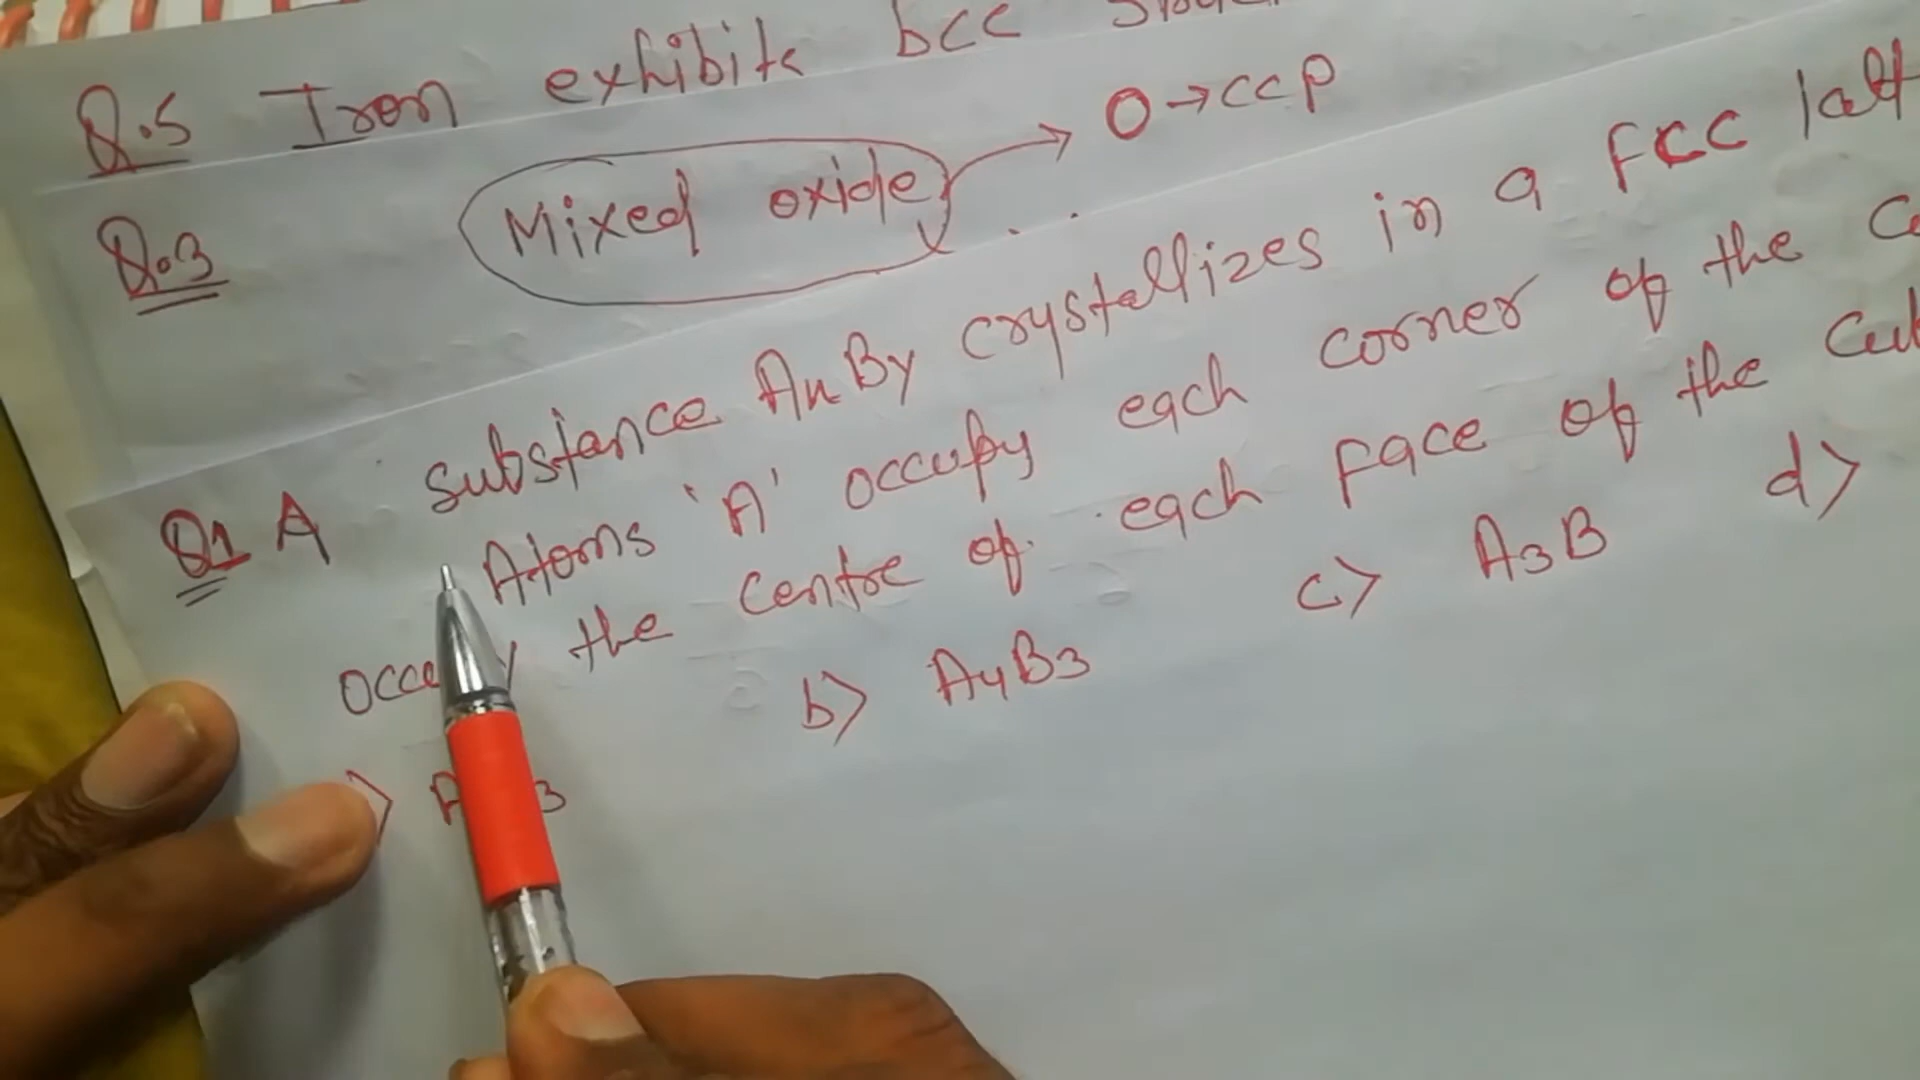 Q.5 Iron exhibits bcc
Q.3 Mixed oxide → O → CCP
Q1 A substance AxBy crystallizes in a FCC
Atoms 'A' occupy each corner of the
occupy the centre of each face of the
b> A4B3 c> A3B d>